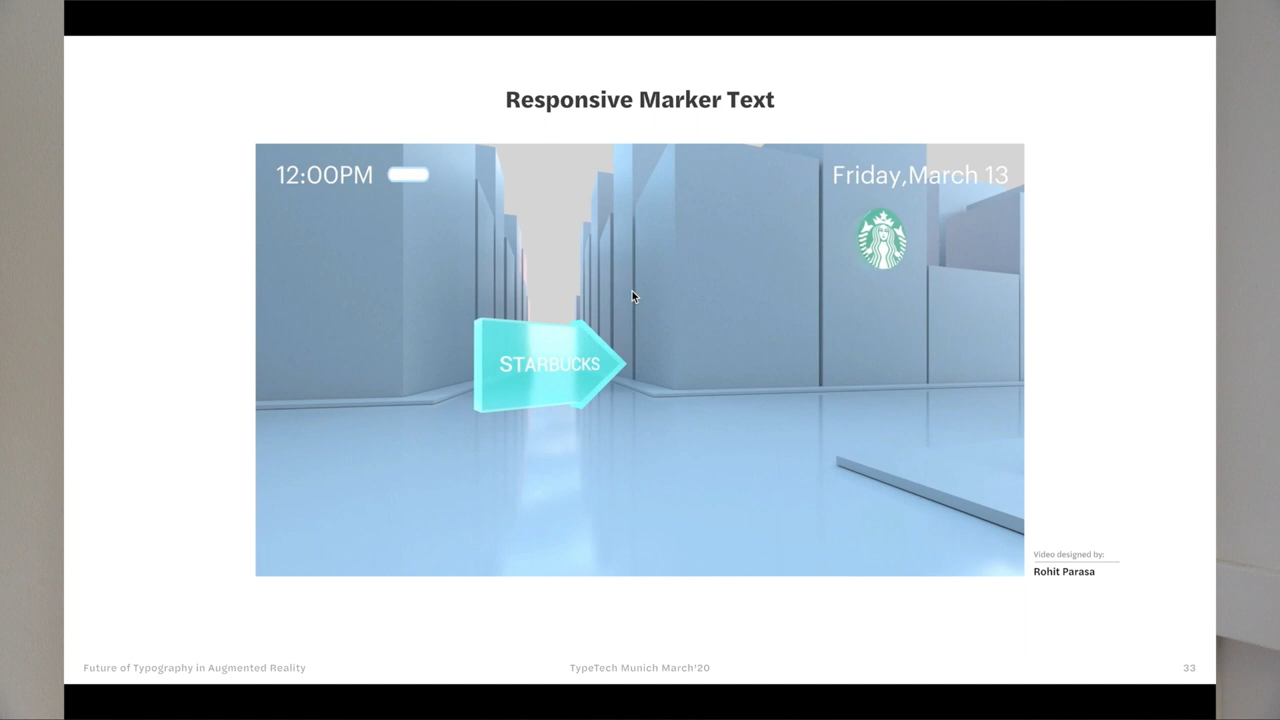 Responsive Marker Text
12:00PM
Friday,March 13
STARBUCKS
Video designed by:
Rohit Parasa
Future of Typography in Augmented Reality
TypeTech Munich March'20
33